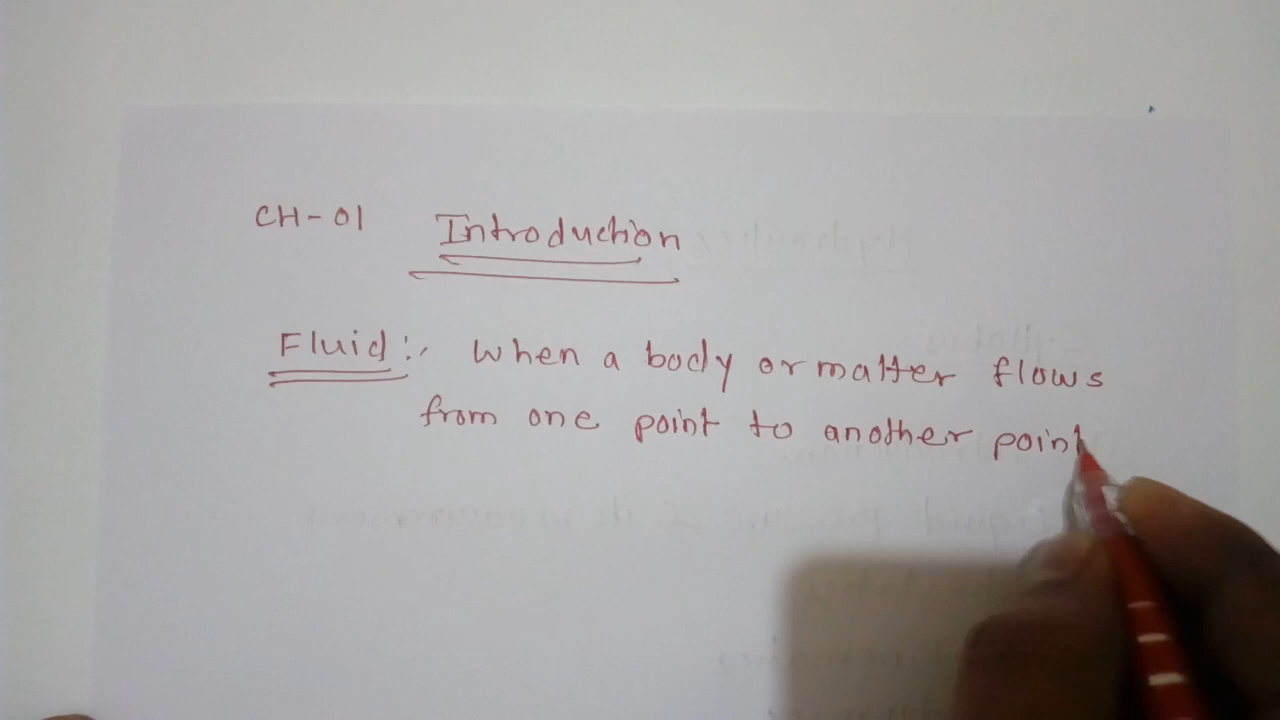 CH-01 Introduction
Fluid:- When a body or matter flows
from one point to another point